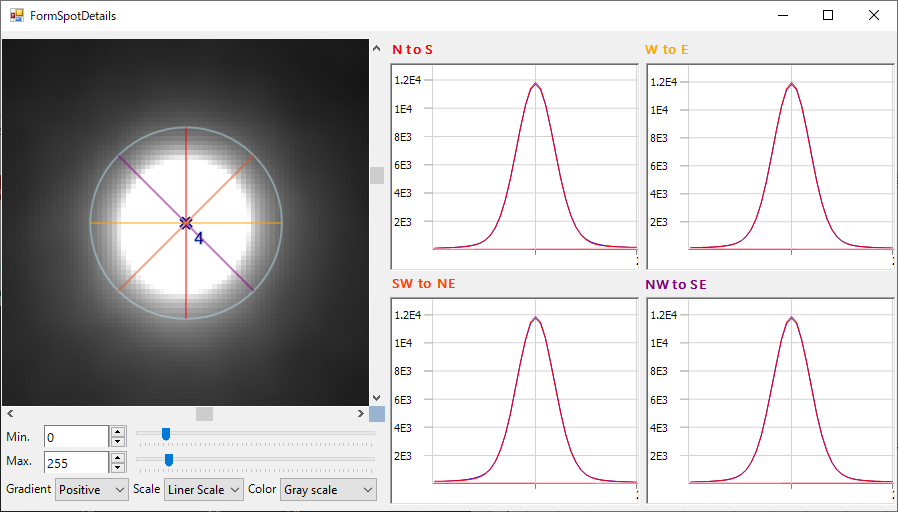 FormSpotDetails
4
Min. 0
Max. 255
Gradient Positive Scale Liner Scale Color Gray scale
N to S
1.2E4
1E4
8E3
6E3
4E3
2E3
W to E
1.2E4
1E4
8E3
6E3
4E3
2E3
SW to NE
1.2E4
1E4
8E3
6E3
4E3
2E3
NW to SE
1.2E4
1E4
8E3
6E3
4E3
2E3